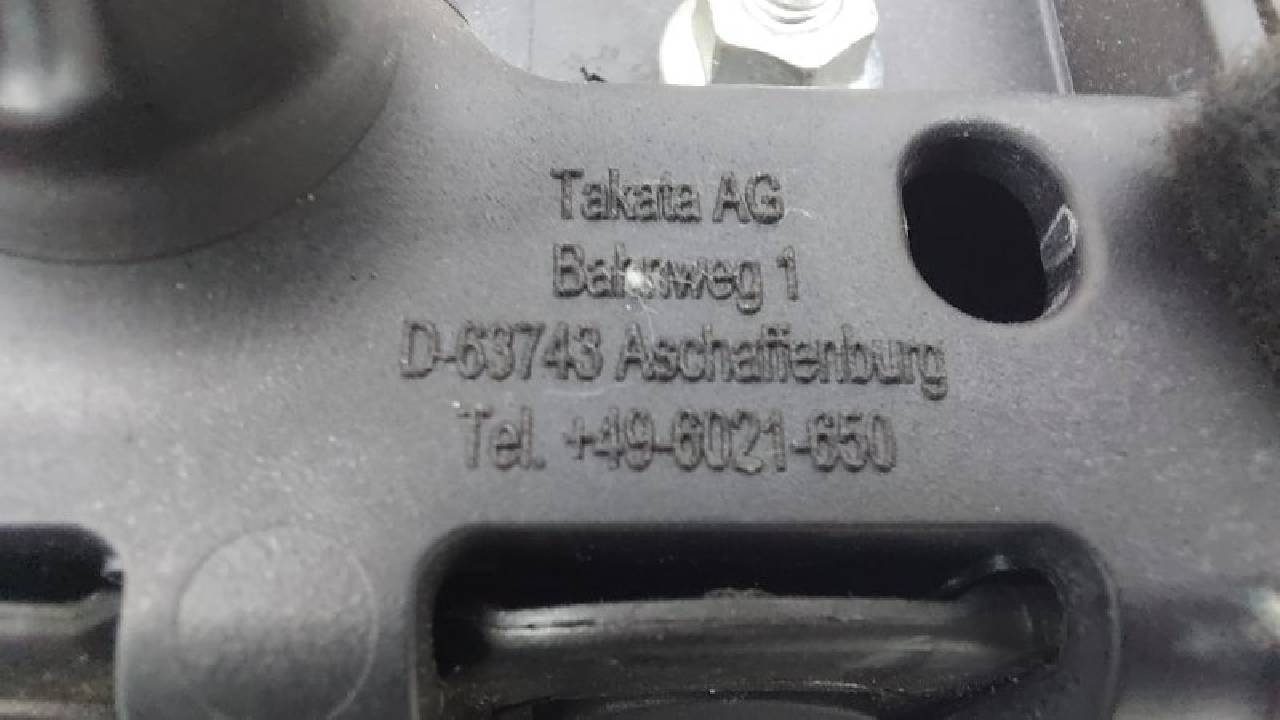 Takata AG
Bahnweg 1
D-63743 Aschaffenburg
Tel. +49-6021-650